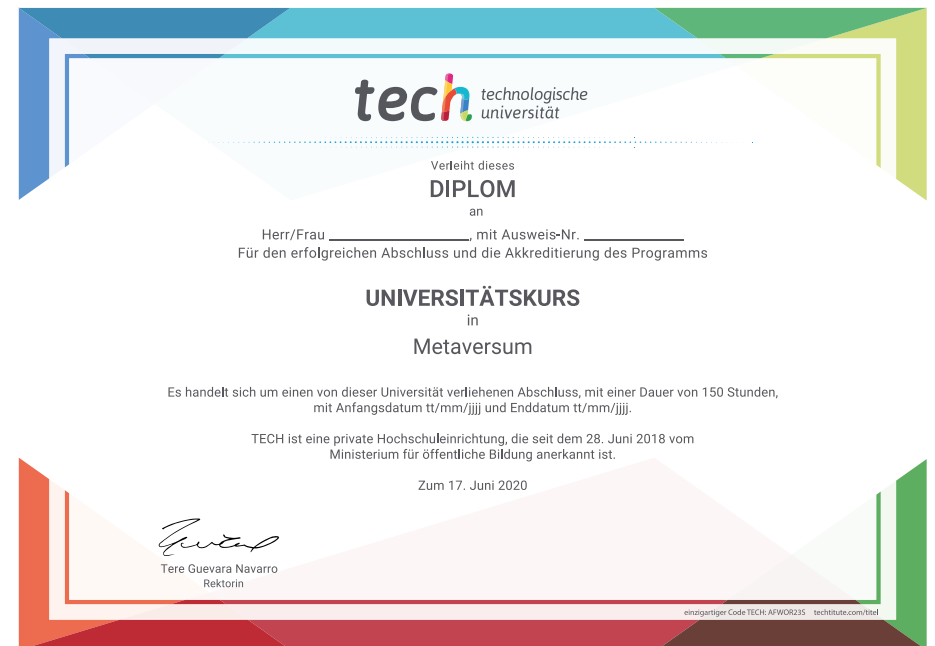 tech technologische
universität
Verleiht dieses
DIPLOM
an
Herr/Frau ____________, mit Ausweis-Nr. ____________
Für den erfolgreichen Abschluss und die Akkreditierung des Programms
UNIVERSITÄTSKURS
in
Metaversum
Es handelt sich um einen von dieser Universität verliehenen Abschluss, mit einer Dauer von 150 Stunden,
mit Anfangsdatum tt/mm/jjjj und Enddatum tt/mm/jjjj.
TECH ist eine private Hochschuleinrichtung, die seit dem 28. Juni 2018 vom
Ministerium für öffentliche Bildung anerkannt ist.
Zum 17. Juni 2020
Tere Guevara Navarro
Rektorin
einzigartiger Code TECH: AFWOR23S techtitute.com/titel